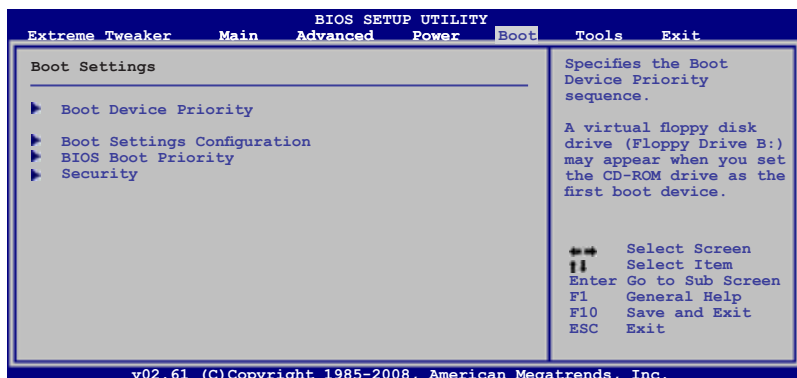 BIOS SETUP UTILITY
Extreme Tweaker Main Advanced Power Boot Tools Exit
Boot Settings
Boot Device Priority
Boot Settings Configuration
BIOS Boot Priority
Security
Specifies the Boot
Device Priority
sequence.
A virtual floppy disk
drive (Floppy Drive B:)
may appear when you set
the CD-ROM drive as the
first boot device.
Select Screen
Select Item
Enter Go to Sub Screen
F1 General Help
F10 Save and Exit
ESC Exit
v02.61 (C)Copyright 1985-2008, American Megatrends, Inc.